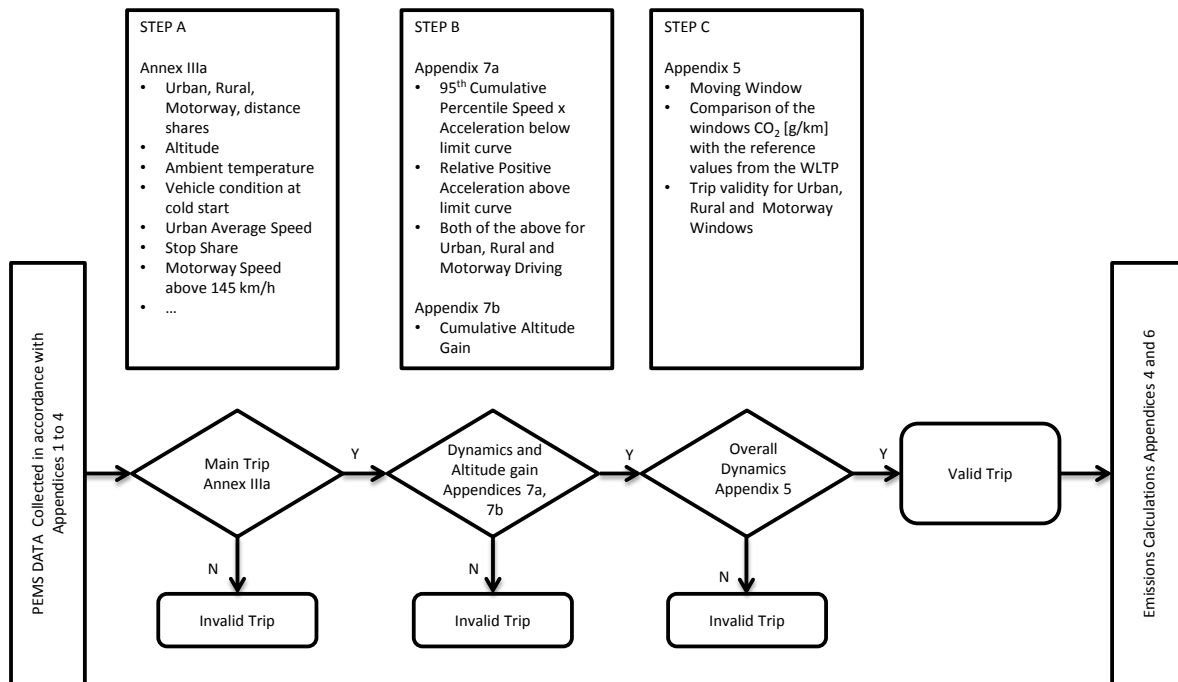 STEP A
Annex IIIa
• Urban, Rural,
Motorway, distance
shares
• Altitude
• Ambient temperature
• Vehicle condition at
cold start
• Urban Average Speed
• Stop Share
• Motorway Speed
above 145 km/h
• …
STEP B
Appendix 7a
• 95th Cumulative
Percentile Speed x
Acceleration below
limit curve
• Relative Positive
Acceleration above
limit curve
• Both of the above for
Urban, Rural and
Motorway Driving
Appendix 7b
• Cumulative Altitude
Gain
STEP C
Appendix 5
• Moving Window
• Comparison of the
windows CO2 [g/km]
with the reference
values from the WLTP
• Trip validity for Urban,
Rural and Motorway
Windows
PEMS DATA Collected in accordance with
Appendices 1 to 4
Main Trip
Annex IIIa
Y
N
Invalid Trip
Dynamics and
Altitude gain
Appendices 7a,
7b
Y
N
Invalid Trip
Overall
Dynamics
Appendix 5
Y
N
Invalid Trip
Valid Trip
Emissions Calculations Appendices 4 and 6